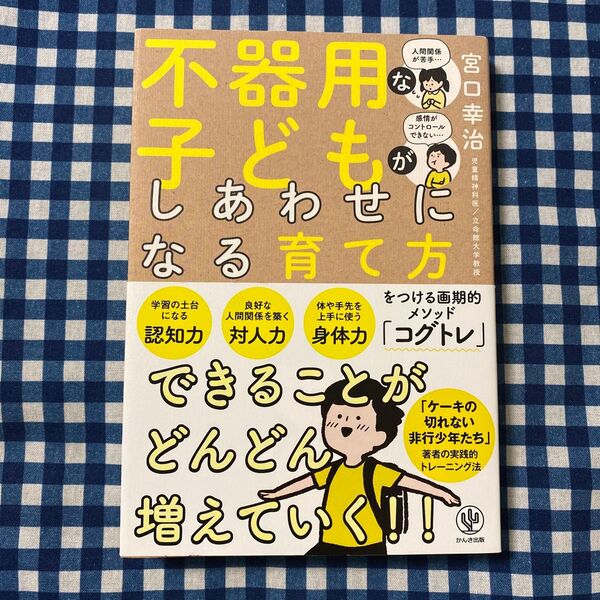 不器用な
子どもが
しあわせに
なる育て方
人間関係
が苦手…
感情が
コントロール
できない…
宮口幸治
児童精神科医／立命館大学教授
学習の土台
になる
認知力
良好な
人間関係を築く
対人力
体や手先を
上手に使う
身体力
をつける画期的
メソッド
「コグトレ」
できることが
どんどん
増えていく!!
「ケーキの
切れない
非行少年たち」
著者の実践的
トレーニング法
かんき出版